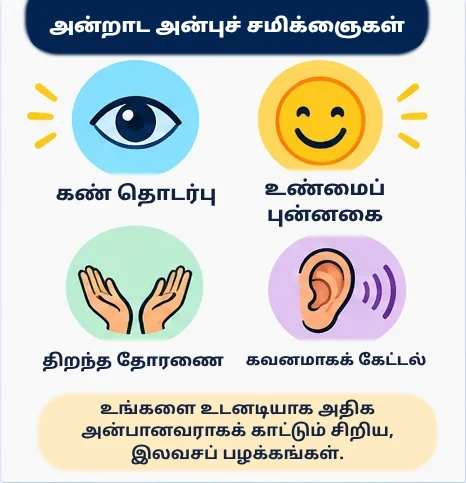 அன்றாட அன்புச் சமிக்ஞைகள்
கண் தொடர்பு
உண்மைப்
புன்னகை
திறந்த தோரணை
கவனமாகக் கேட்டல்
உங்களை உடனடியாக அதிக
அன்பானவராகக் காட்டும் சிறிய,
இலவசப் பழக்கங்கள்.